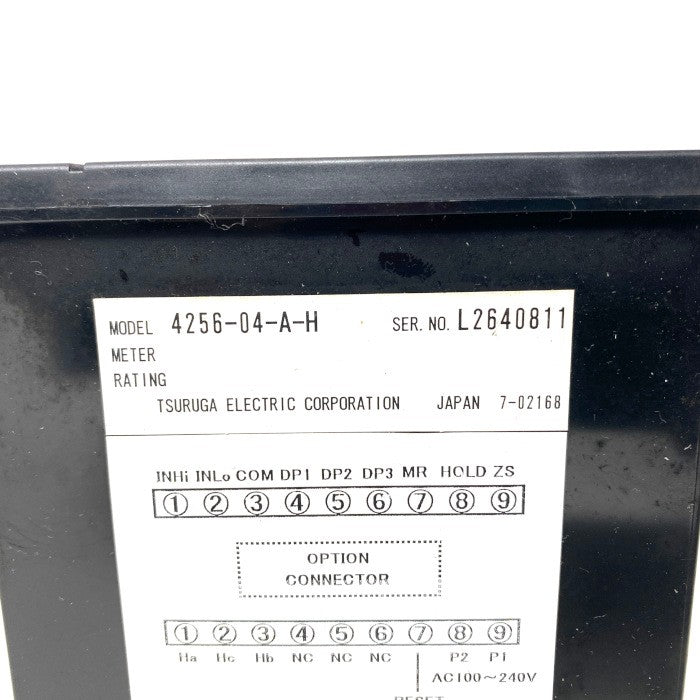 MODEL 4256-04-A-H SER. NO. L2640811
METER
RATING
TSURUGA ELECTRIC CORPORATION JAPAN 7-02168
INHi INLo COM DP1 DP2 DP3 MR HOLD ZS
① ② ③ ④ ⑤ ⑥ ⑦ ⑧ ⑨
OPTION
CONNECTOR
① ② ③ ④ ⑤ ⑥ ⑦ ⑧ ⑨
Ha Hc Hb NC NC NC P2 P1
AC100~240V
RESET